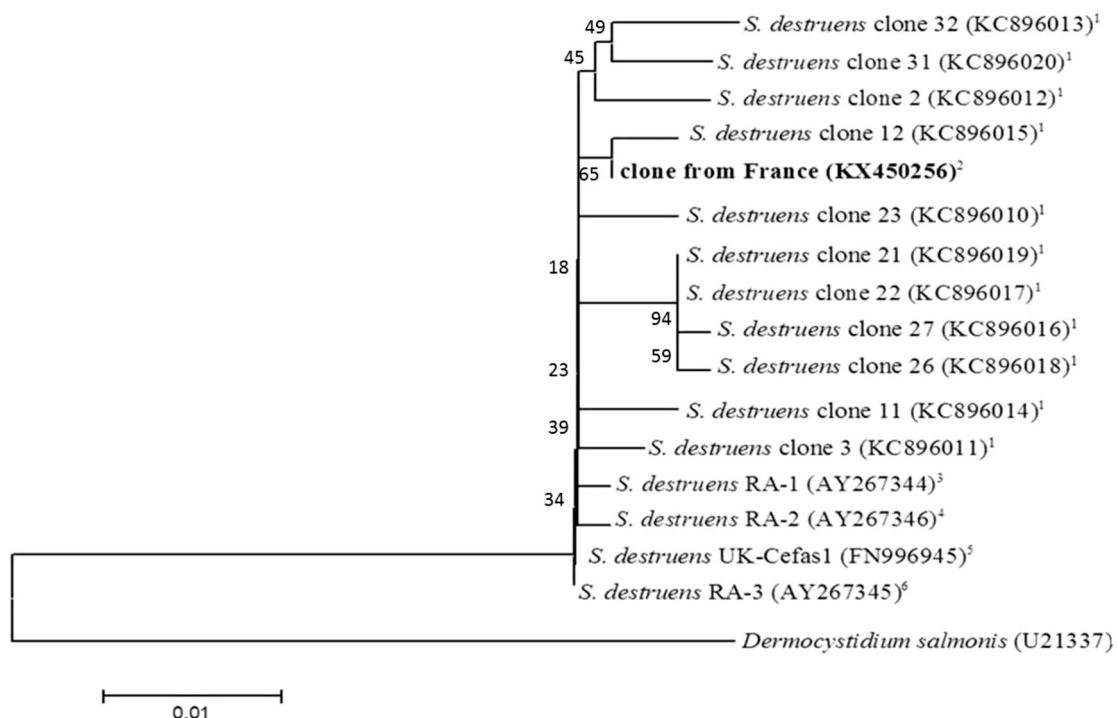 49
S. destruens clone 32 (KC896013)¹
45
S. destruens clone 31 (KC896020)¹
S. destruens clone 2 (KC896012)¹
S. destruens clone 12 (KC896015)¹
65
clone from France (KX450256)²
S. destruens clone 23 (KC896010)¹
S. destruens clone 21 (KC896019)¹
18
S. destruens clone 22 (KC896017)¹
94
S. destruens clone 27 (KC896016)¹
59
S. destruens clone 26 (KC896018)¹
23
S. destruens clone 11 (KC896014)¹
39
S. destruens clone 3 (KC896011)¹
S. destruens RA-1 (AY267344)³
34
S. destruens RA-2 (AY267346)⁴
S. destruens UK-Cefas1 (FN996945)⁵
S. destruens RA-3 (AY267345)⁶
Dermocystidium salmonis (U21337)
0.01